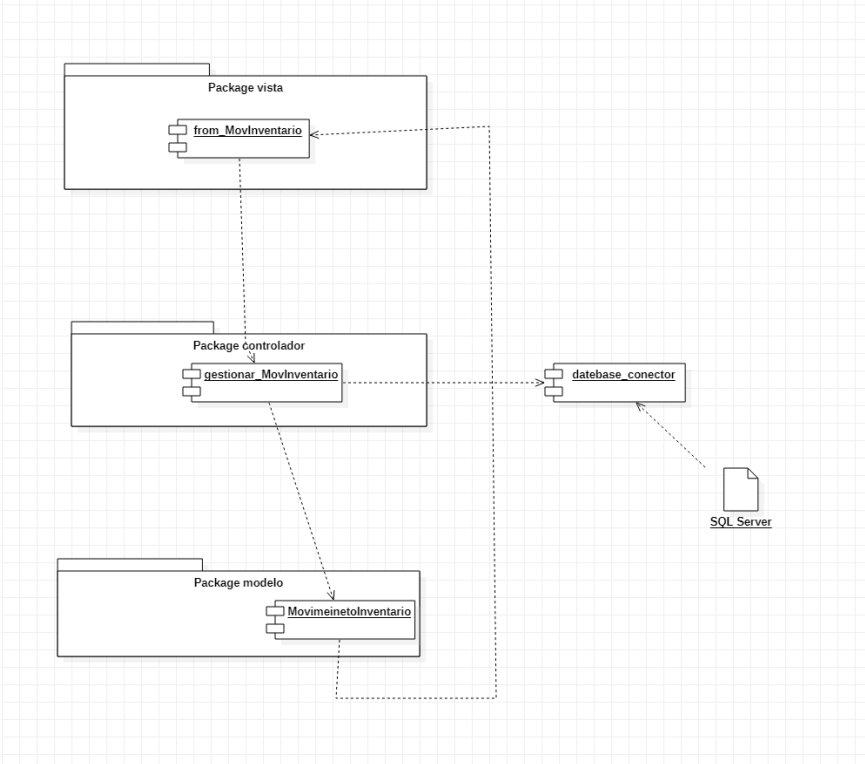 Package vista
from_MovInventario
Package controlador
gestionar_MovInventario
datebase_conector
SQL Server
Package modelo
MovimeinetoInventario